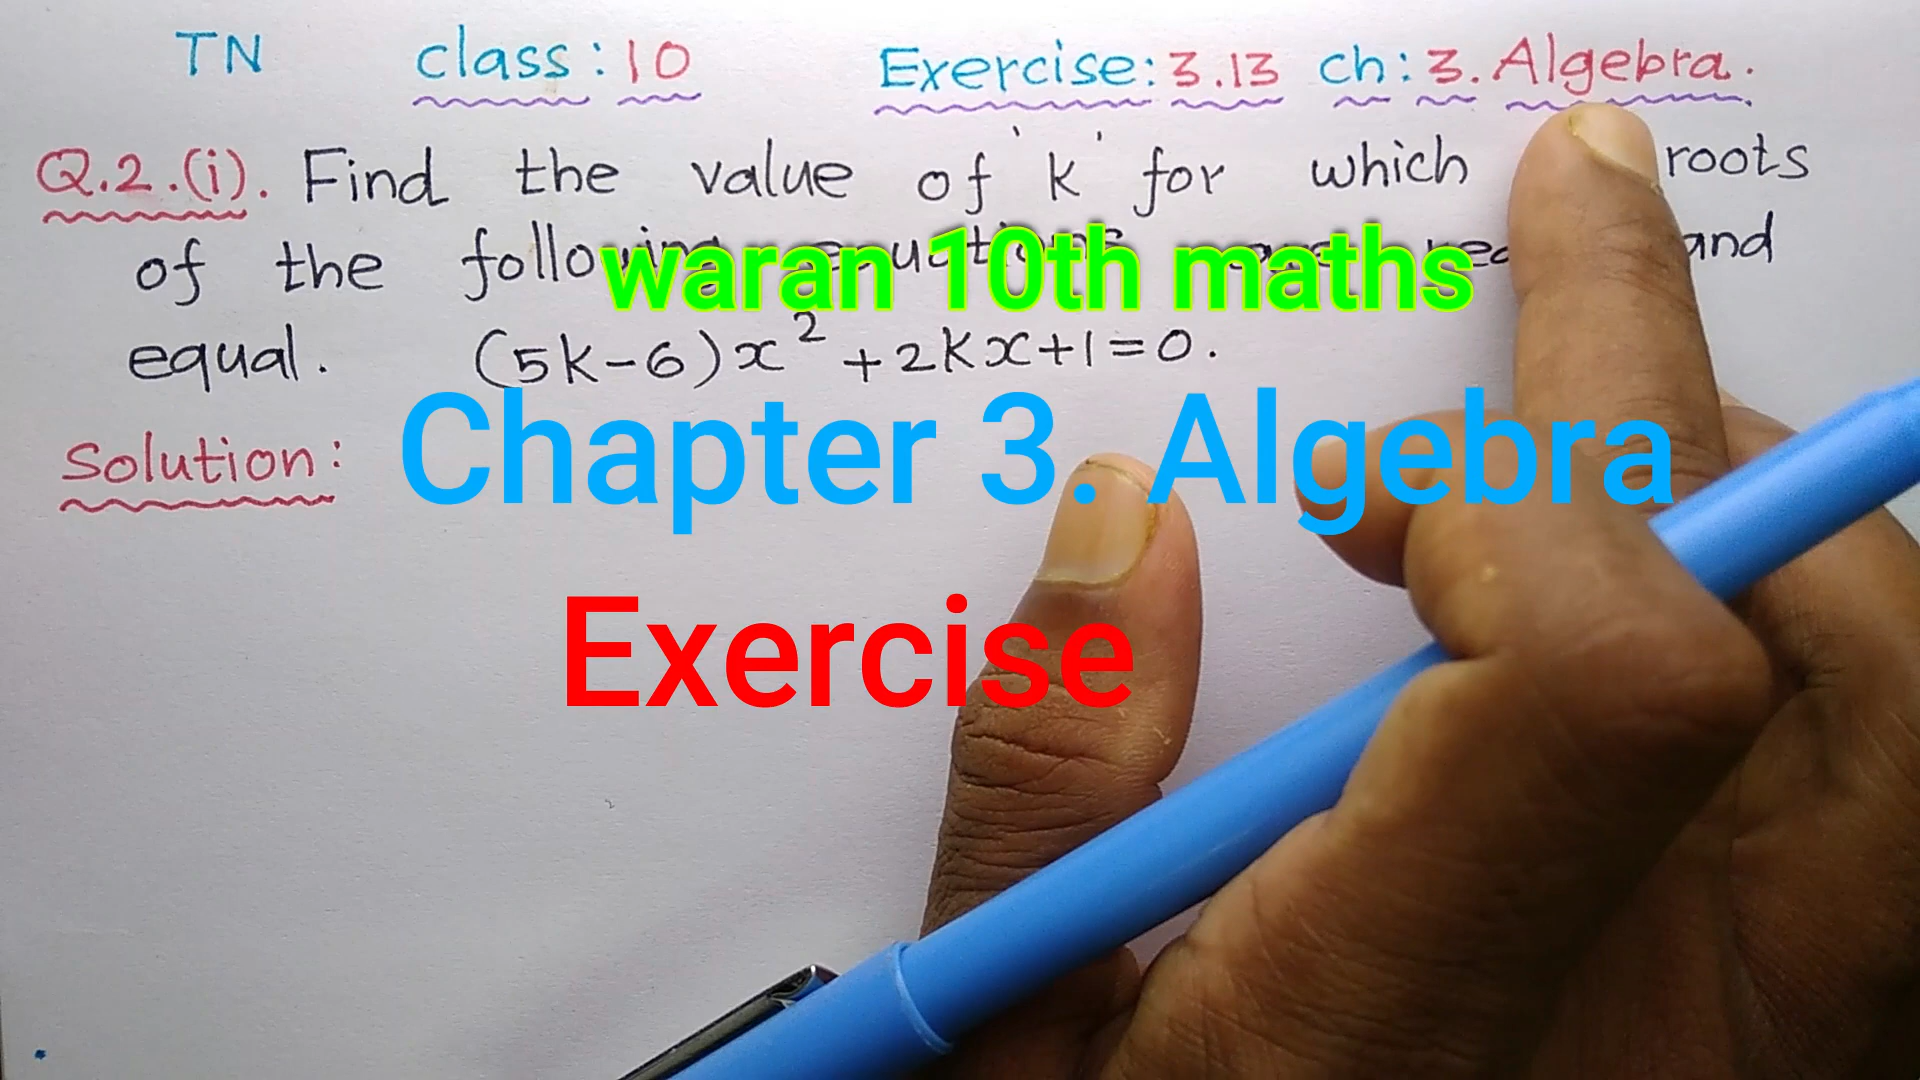 TN class: 10 Exercise: 3.13 ch: 3. Algebra.
Q.2.(i). Find the value of 'k' for which roots
of the and
waran 10th maths
equal. (5k-6)x²+2kx+1=0.
Solution:
Chapter 3. Algebra
Exercise